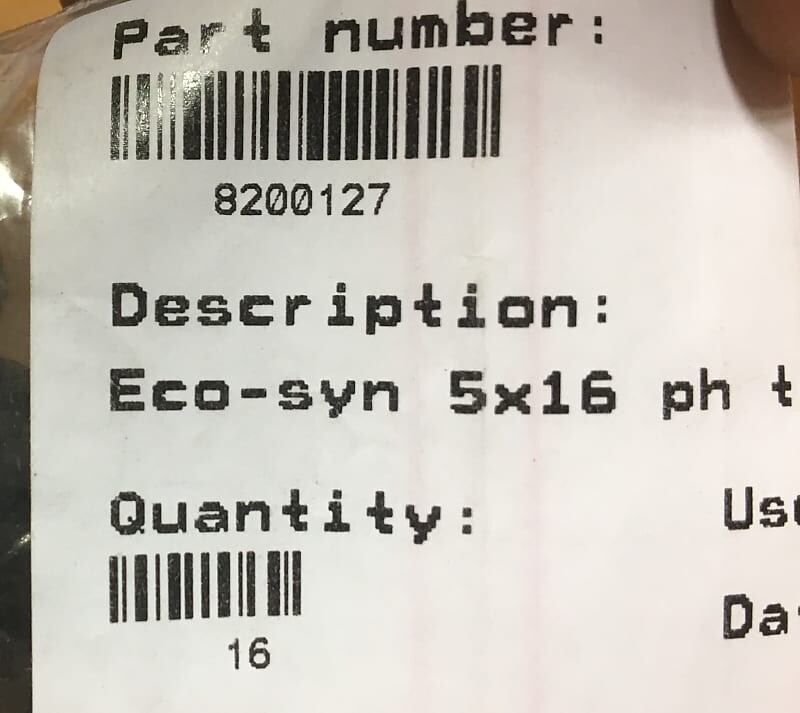 Part number:
8200127
Description:
Eco-syn 5x16 ph t
Quantity:
16